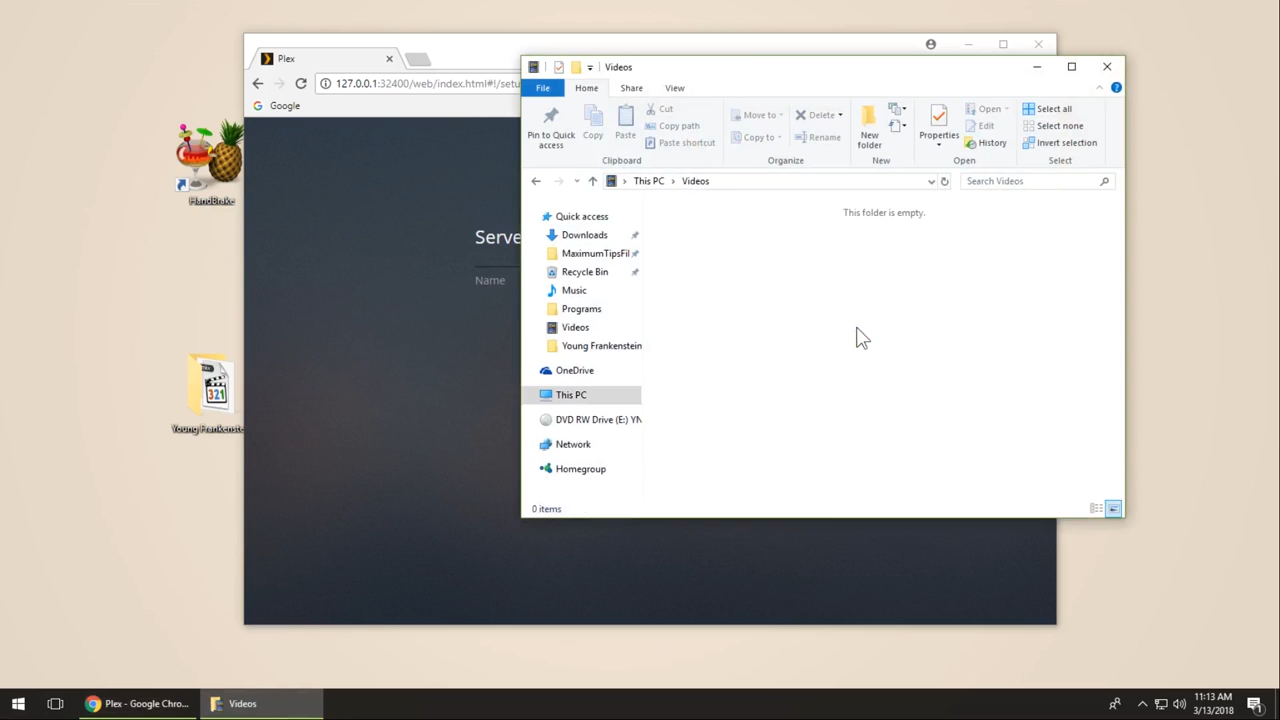 Plex
127.0.0.1:32400/web/index.html#!/setu
Google
Serve
Name
HandBrake
Young Frankenste
Videos
File Home Share View
Pin to Quick
access
Copy
Paste
Cut
Copy path
Paste shortcut
Clipboard
Move to
Copy to
Delete
Rename
Organize
New
folder
New
Properties
Open
Edit
History
Open
Select all
Select none
Invert selection
Select
This PC > Videos
Search Videos
This folder is empty.
Quick access
Downloads
MaximumTipsFil
Recycle Bin
Music
Programs
Videos
Young Frankenstein
OneDrive
This PC
DVD RW Drive (E:) YN
Network
Homegroup
0 items
321
Plex - Google Chro...
Videos
11:13 AM
3/13/2018
1